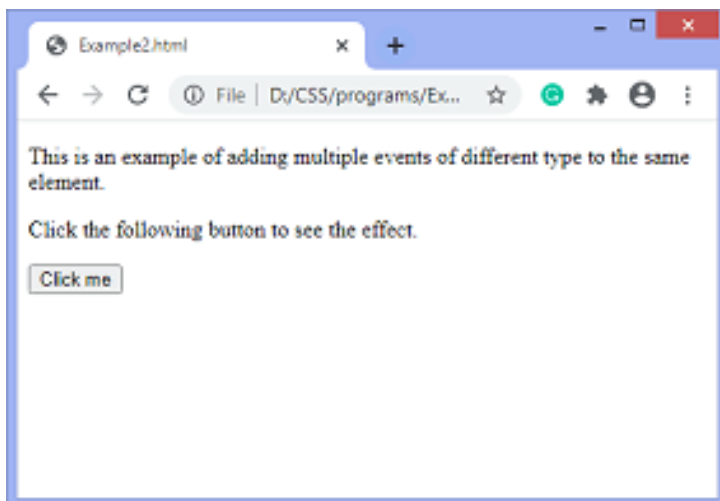 Example2.html
File | D:/CSS/programs/Ex...
This is an example of adding multiple events of different type to the same
element.
Click the following button to see the effect.
Click me